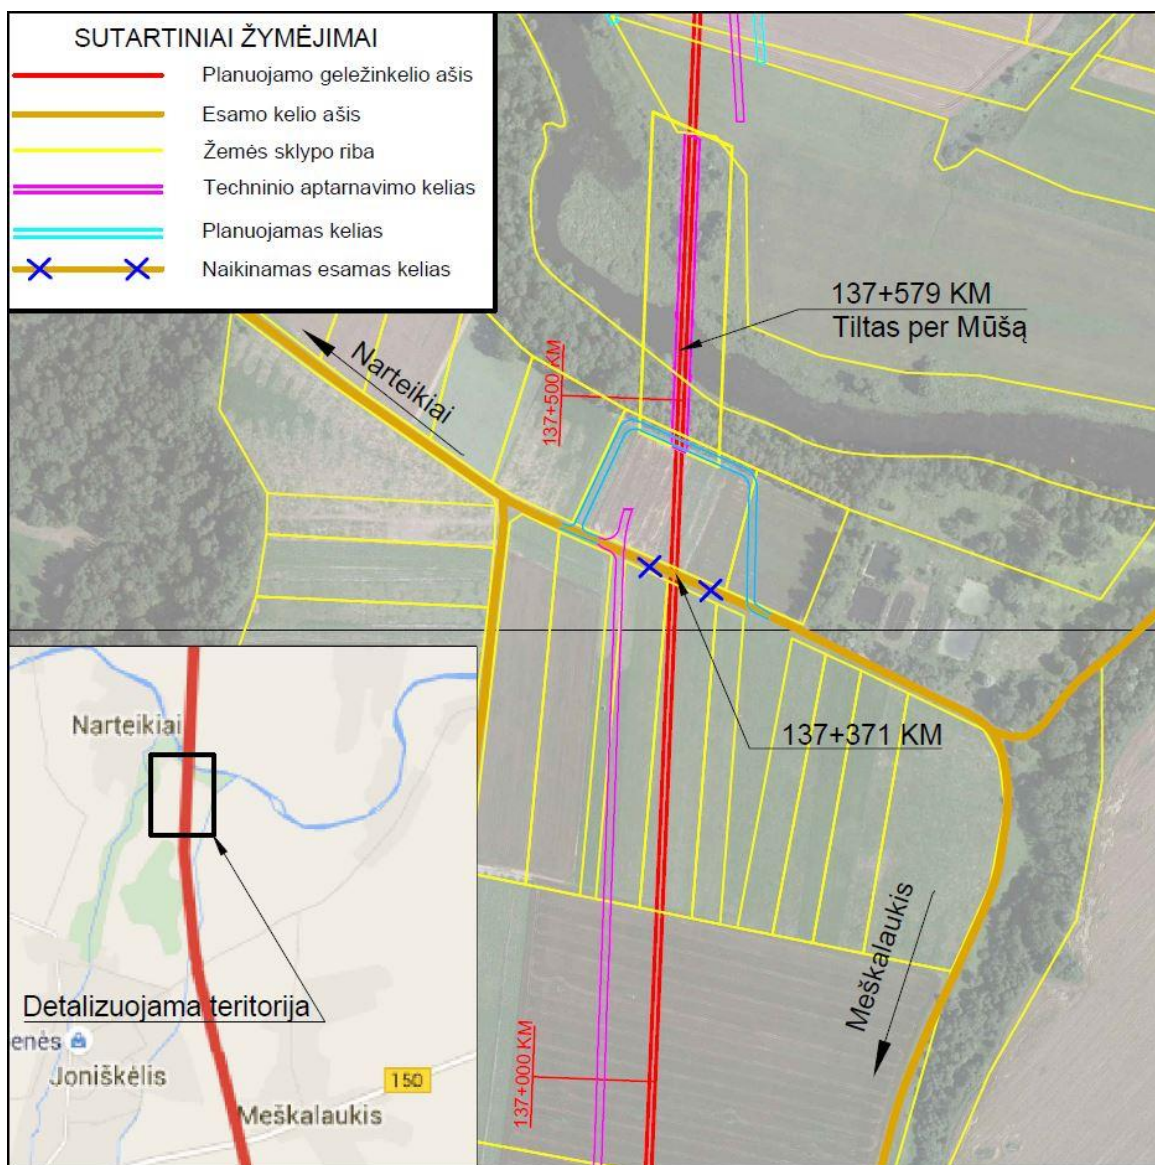 SUTARTINIAI ŽYMĖJIMAI
Planuojamo geležinkelio ašis
Esamo kelio ašis
Žemės sklypo riba
Techninio aptarnavimo kelias
Planuojamas kelias
Naikinamas esamas kelias
137+579 KM
Tiltas per Mūšą
Narteikiai
137+500 KM
137+371 KM
Meškalaukis
137+000 KM
Narteikiai
Detalizuojama teritorija
enės
Joniškėlis
150
Meškalaukis